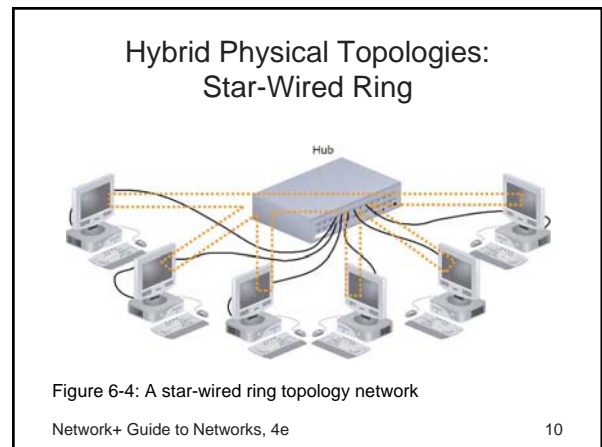 Hybrid Physical Topologies:
Star-Wired Ring
Hub
Figure 6-4: A star-wired ring topology network
Network+ Guide to Networks, 4e
10